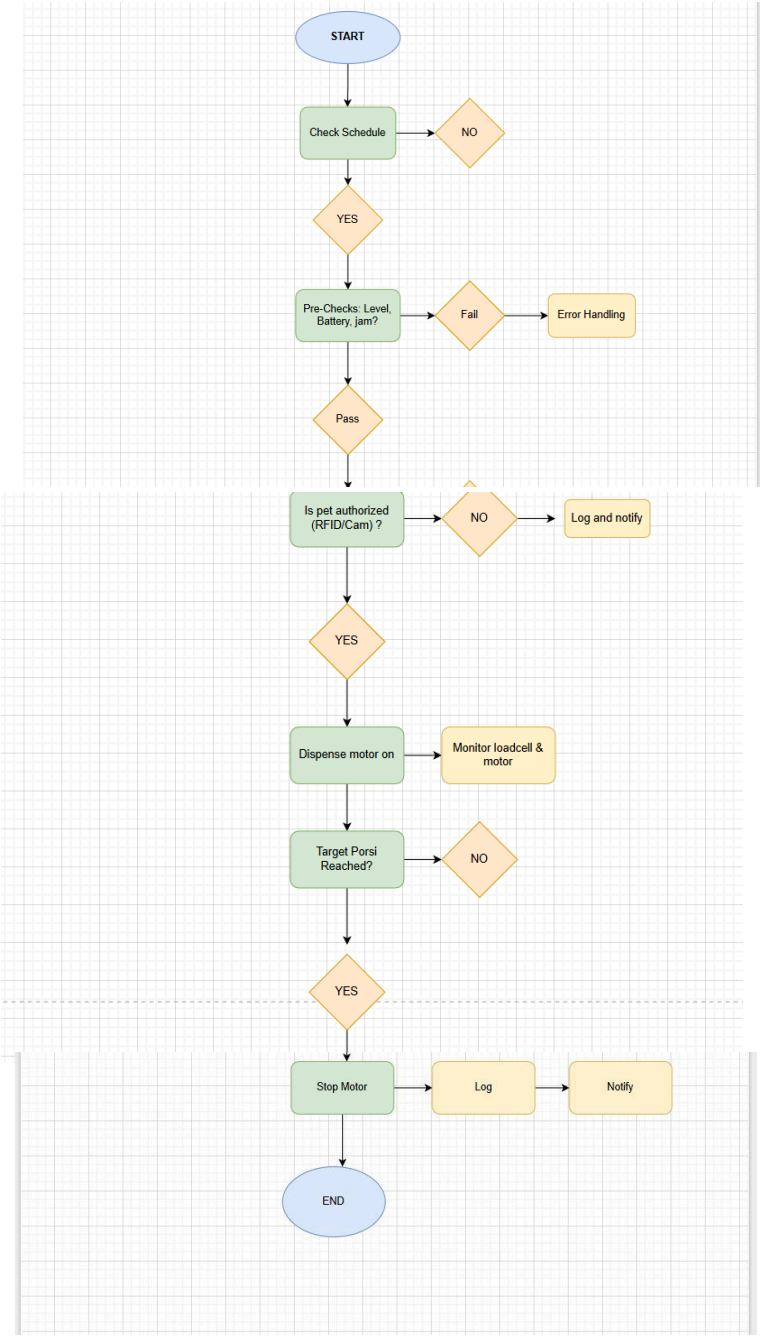 START
Check Schedule
NO
YES
Pre-Checks: Level,
Battery, jam?
Fail
Error Handling
Pass
Is pet authorized
(RFID/Cam) ?
NO
Log and notify
YES
Dispense motor on
Monitor loadcell &
motor
Target Porsi
Reached?
NO
YES
Stop Motor
Log
Notify
END